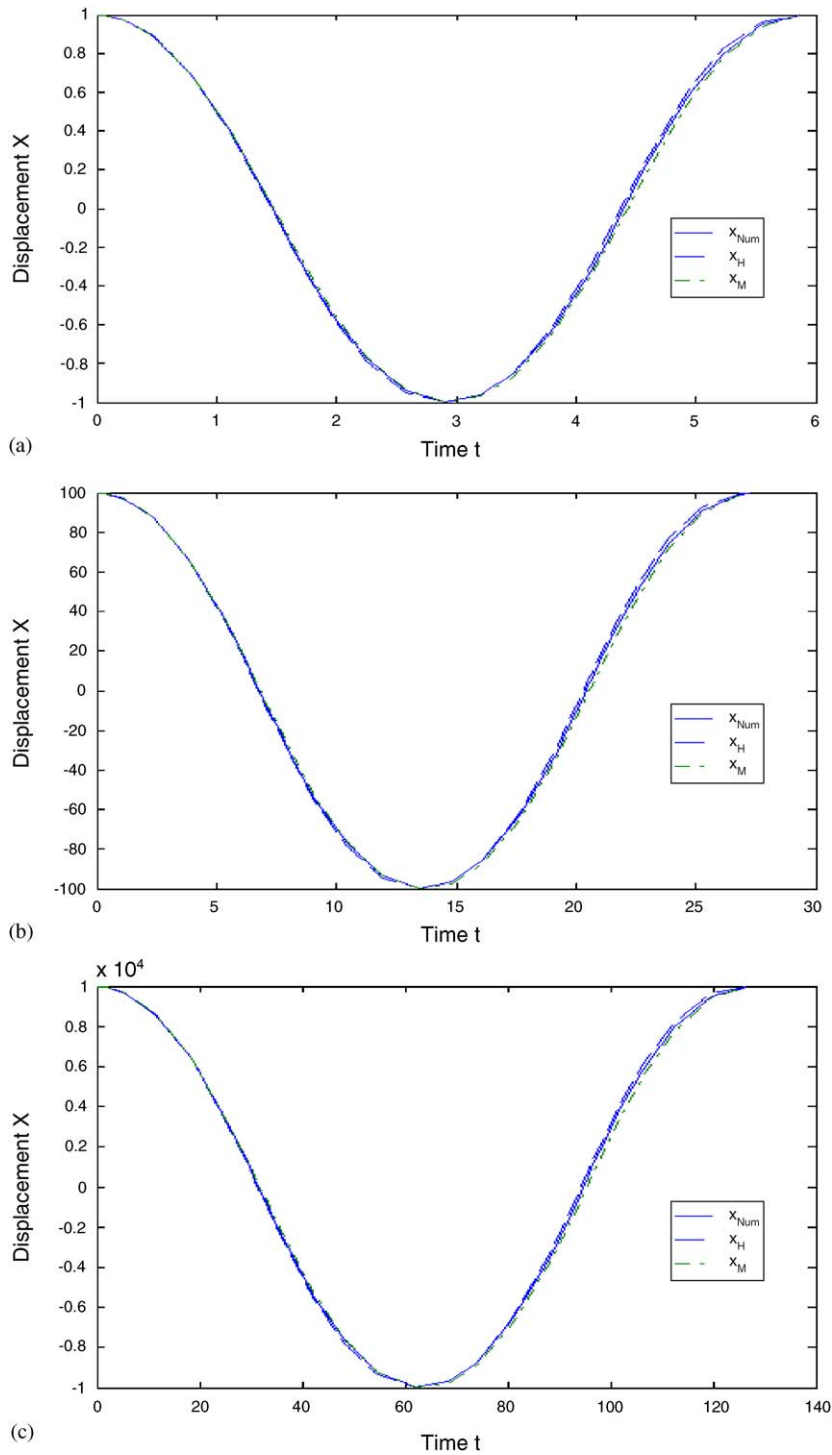 1
0.8
0.6
0.4
0.2
0
-0.2
-0.4
-0.6
-0.8
-1
Displacement X
x_Num
x_H
x_M
0 1 2 3 4 5 6
Time t
(a)
100
80
60
40
20
0
-20
-40
-60
-80
-100
Displacement X
x_Num
x_H
x_M
0 5 10 15 20 25 30
Time t
(b)
x 10^4
1
0.8
0.6
0.4
0.2
0
-0.2
-0.4
-0.6
-0.8
-1
Displacement X
x_Num
x_H
x_M
0 20 40 60 80 100 120 140
Time t
(c)